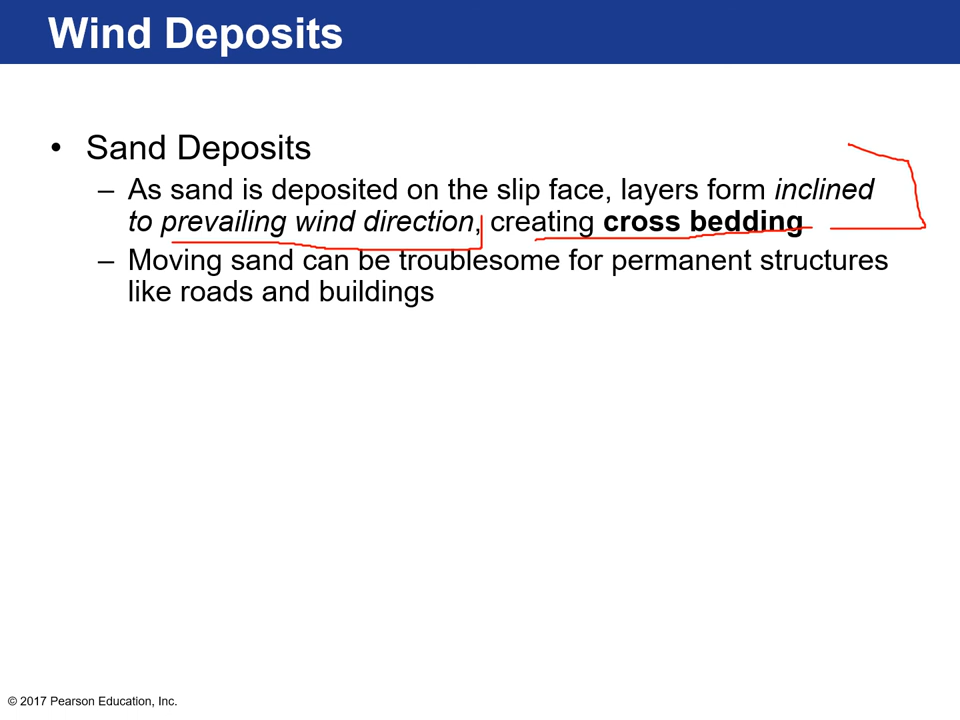 Wind Deposits
• Sand Deposits
– As sand is deposited on the slip face, layers form inclined
to prevailing wind direction, creating cross bedding
– Moving sand can be troublesome for permanent structures
like roads and buildings
© 2017 Pearson Education, Inc.